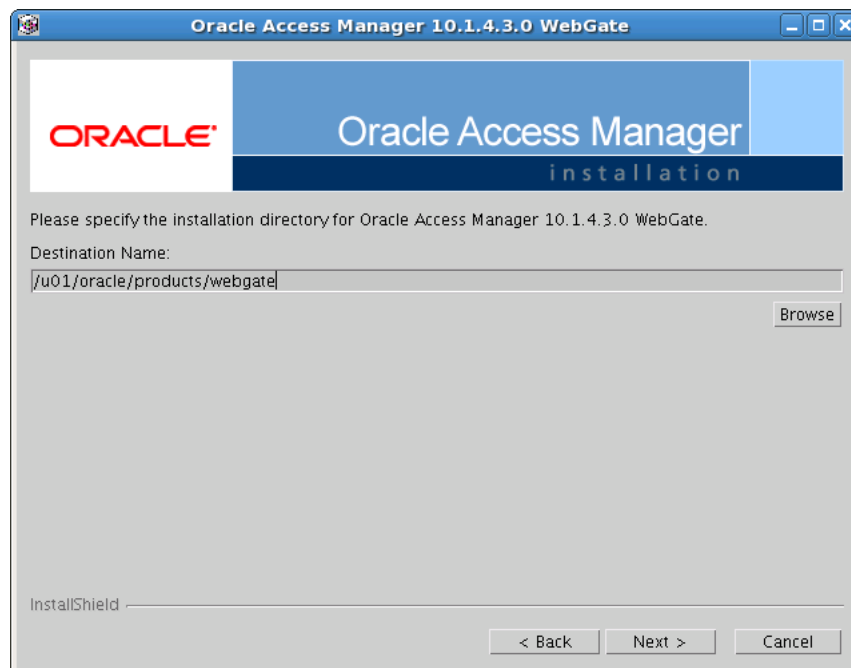 Oracle Access Manager 10.1.4.3.0 WebGate
ORACLE
Oracle Access Manager
installation
Please specify the installation directory for Oracle Access Manager 10.1.4.3.0 WebGate.
Destination Name:
/u01/oracle/products/webgate
Browse
InstallShield
< Back Next > Cancel